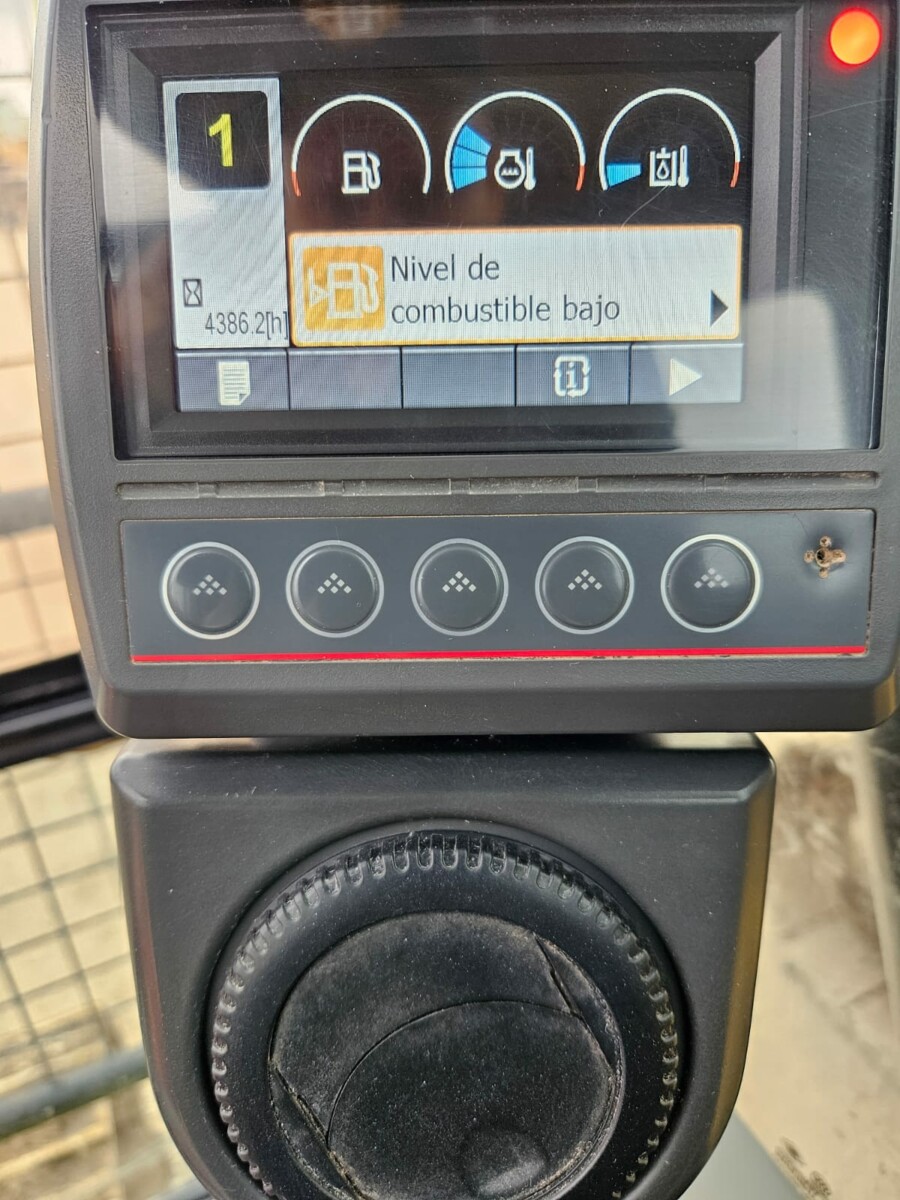 1
Nivel de
combustible bajo
4386.2[h]